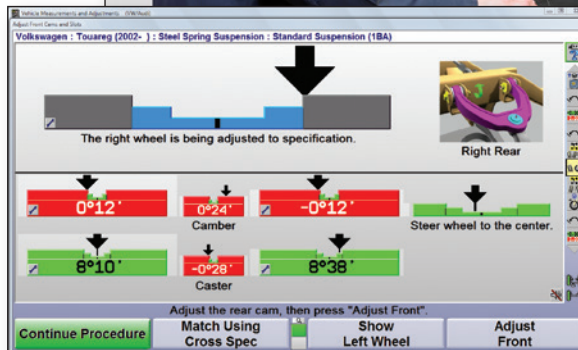 Vehicle Measurements and Adjustments (VW/Audi)
Adjust Front Cams and Slots
Volkswagen : Touareg (2002- ) : Steel Spring Suspension : Standard Suspension (1BA)
The right wheel is being adjusted to specification.
Right Rear
0°12'
0°24'
-0°12'
Camber
Steer wheel to the center.
8°10'
-0°28'
8°38'
Caster
Adjust the rear cam, then press "Adjust Front".
Continue Procedure
Match Using
Cross Spec
Show
Left Wheel
Adjust
Front